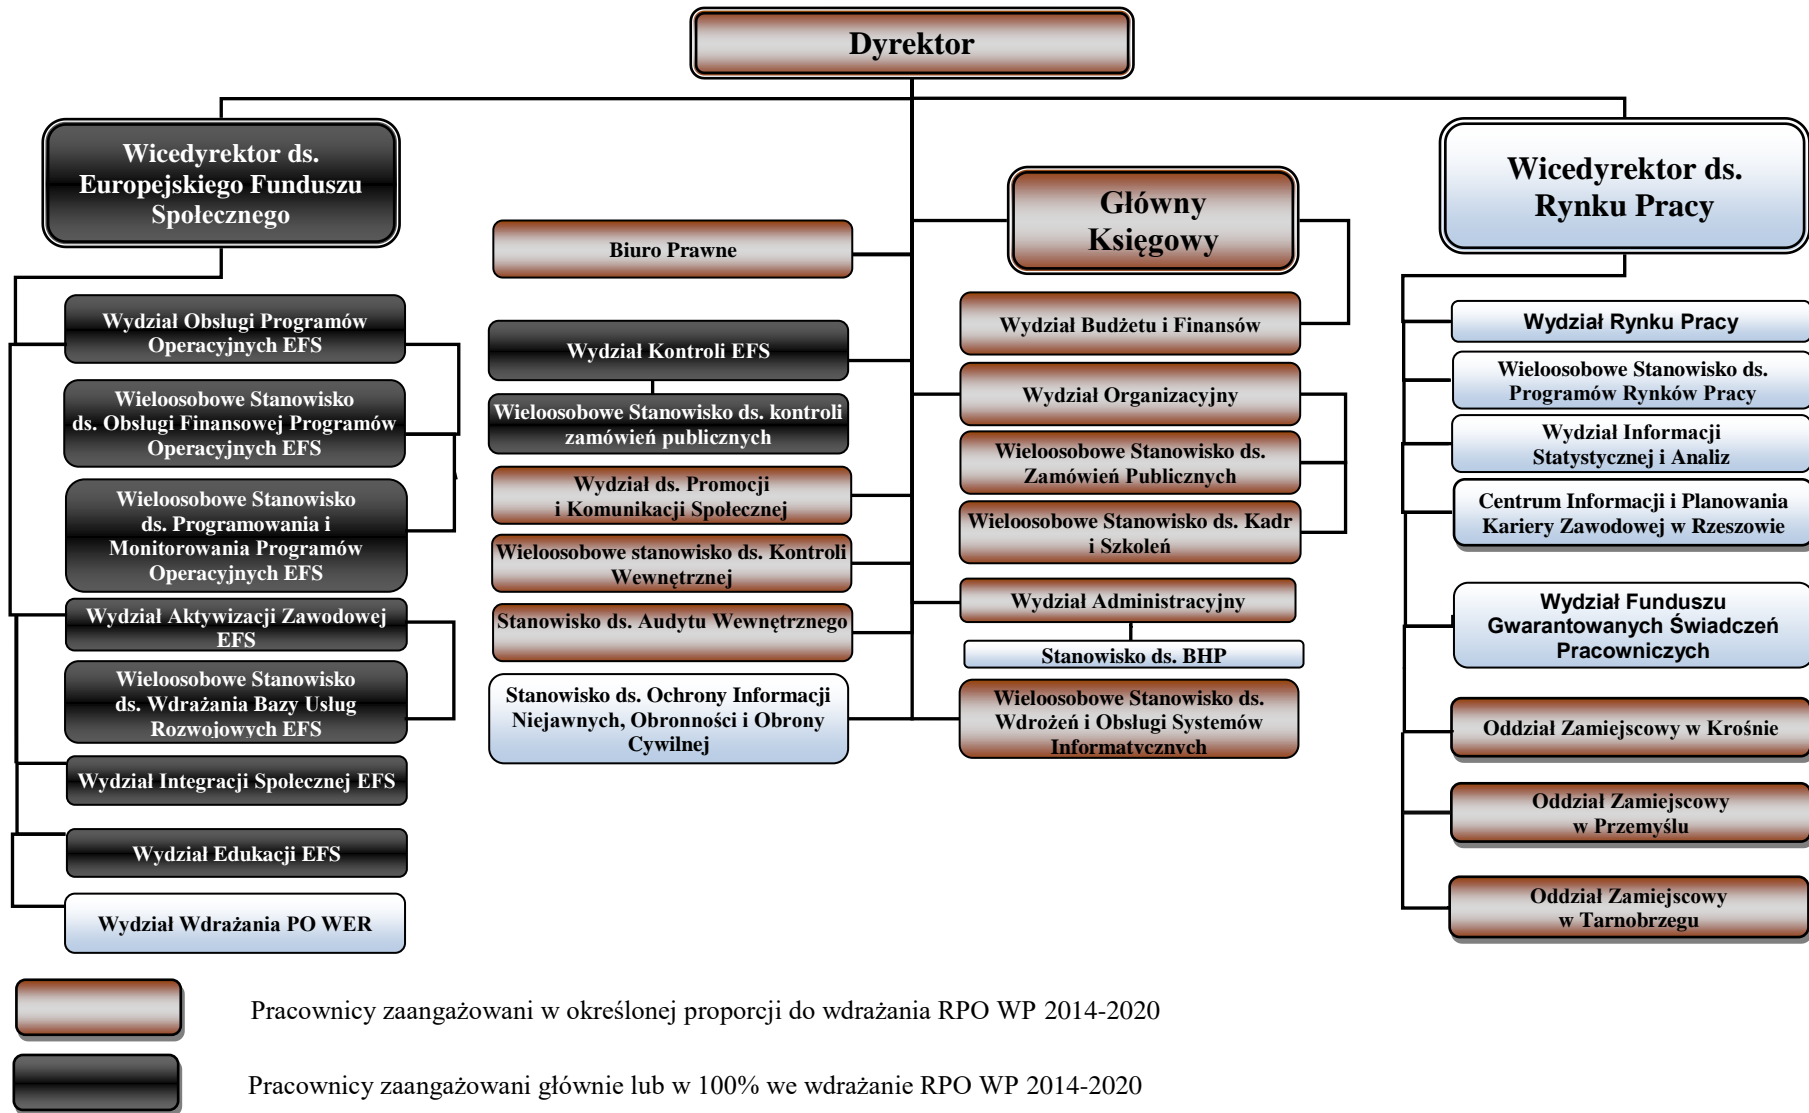 Dyrektor
Wicedyrektor ds.
Europejskiego Funduszu
Społecznego
Wydział Obsługi Programów
Operacyjnych EFS
Wieloosobowe Stanowisko
ds. Obsługi Finansowej Programów
Operacyjnych EFS
Wieloosobowe Stanowisko
ds. Programowania i
Monitorowania Programów
Operacyjnych EFS
Wydział Aktywizacji Zawodowej
EFS
Wieloosobowe Stanowisko
ds. Wdrażania Bazy Usług
Rozwojowych EFS
Wydział Integracji Społecznej EFS
Wydział Edukacji EFS
Wydział Wdrażania PO WER
Biuro Prawne
Wydział Kontroli EFS
Wieloosobowe Stanowisko ds. kontroli
zamówień publicznych
Wydział ds. Promocji
i Komunikacji Społecznej
Wieloosobowe stanowisko ds. Kontroli
Wewnętrznej
Stanowisko ds. Audytu Wewnętrznego
Stanowisko ds. Ochrony Informacji
Niejawnych, Obronności i Obrony
Cywilnej
Główny
Księgowy
Wydział Budżetu i Finansów
Wydział Organizacyjny
Wieloosobowe Stanowisko ds.
Zamówień Publicznych
Wieloosobowe Stanowisko ds. Kadr
i Szkoleń
Wydział Administracyjny
Stanowisko ds. BHP
Wieloosobowe Stanowisko ds.
Wdrożeń i Obsługi Systemów
Informatycznych
Wicedyrektor ds.
Rynku Pracy
Wydział Rynku Pracy
Wieloosobowe Stanowisko ds.
Programów Rynków Pracy
Wydział Informacji
Statystycznej i Analiz
Centrum Informacji i Planowania
Kariery Zawodowej w Rzeszowie
Wydział Funduszu
Gwarantowanych Świadczeń
Pracowniczych
Oddział Zamiejscowy w Krośnie
Oddział Zamiejscowy
w Przemyślu
Oddział Zamiejscowy
w Tarnobrzegu
Pracownicy zaangażowani w określonej proporcji do wdrażania RPO WP 2014-2020
Pracownicy zaangażowani głównie lub w 100% we wdrażanie RPO WP 2014-2020